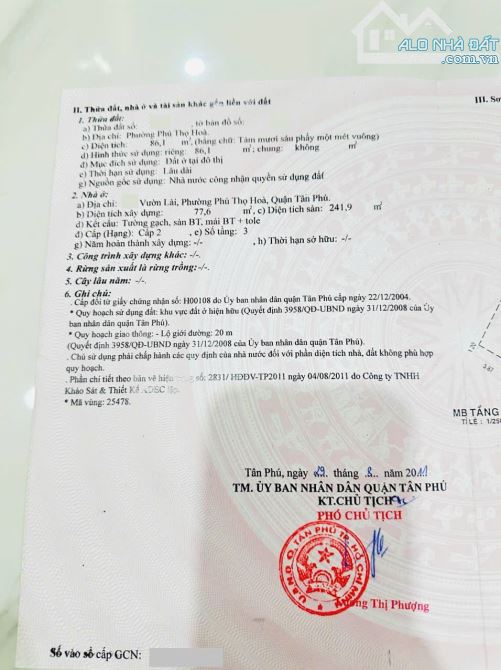 ALO NHÀ ĐẤT
.com.vn
II. Thửa đất, nhà ở và tài sản khác gắn liền với đất
III. Sơ
1. Thửa đất:
a) Thửa đất số: , tờ bản đồ số:
b) Địa chỉ: Phường Phú Thọ Hoà.
c) Diện tích: 86,1 m², (bằng chữ: Tám mươi sáu phẩy một mét vuông)
d) Hình thức sử dụng: riêng: 86,1 m²; chung: không m²
đ) Mục đích sử dụng: Đất ở tại đô thị
e) Thời hạn sử dụng: Lâu dài
g) Nguồn gốc sử dụng: Nhà nước công nhận quyền sử dụng đất
2. Nhà ở:
a) Địa chỉ: Vườn Lài, Phường Phú Thọ Hoà, Quận Tân Phú.
b) Diện tích xây dựng: 77,6 m², c) Diện tích sàn: 241,9 m²
d) Kết cấu: Tường gạch, sàn BT, mái BT + tole
đ) Cấp (Hạng): Cấp 2 , e) Số tầng: 3
g) Năm hoàn thành xây dựng: -/- , h) Thời hạn sở hữu: -/-
3. Công trình xây dựng khác: -/-
4. Rừng sản xuất là rừng trồng: -/-.
5. Cây lâu năm: -/-
6. Ghi chú:
. Cấp đổi từ giấy chứng nhận số: H00108 do Ủy ban nhân dân quận Tân Phú cấp ngày 22/12/2004.
* Quy hoạch sử dụng đất: khu vực đất ở hiện hữu (Quyết định 3958/QĐ-UBND ngày 31/12/2008 của Ủy
ban nhân dân quận Tân Phú).
* Quy hoạch giao thông: - Lộ giới đường: 20 m
(Quyết định 3958/QĐ-UBND ngày 31/12/2008 của Ủy ban nhân dân quận Tân Phú).
. Chủ sử dụng phải chấp hành các quy định của nhà nước đối với phần diện tích nhà, đất không phù hợp
quy hoạch.
. Phần chi tiết theo bản vẽ hiện trạng số: 2831/ HĐĐV-TP2011 ngày 04/08/2011 do Công ty TNHH
Khảo Sát & Thiết Kế ADSC lập.
* Mã vùng: 25478.
MB TẦNG
TỈ LỆ : 1/25
1.20
3.67
Tân Phú, ngày 29 tháng 8 năm 2011
TM. ỦY BAN NHÂN DÂN QUẬN TÂN PHÚ
KT.CHỦ TỊCH
PHÓ CHỦ TỊCH
U.B.N.D Q. TÂN PHÚ TP. HỒ CHÍ MINH
Thị Phượng
Số vào sổ cấp GCN: